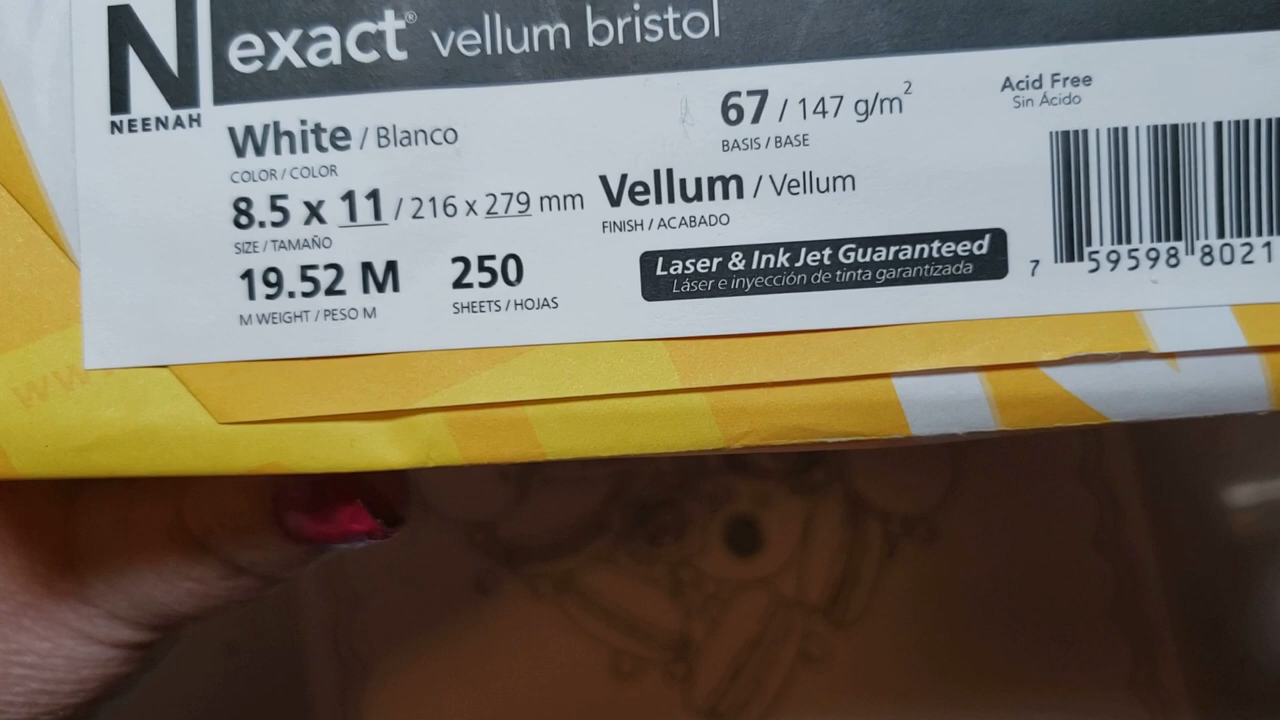 N
NEENAH
exact® vellum bristol
White / Blanco
COLOR / COLOR
8.5 x 11 / 216 x 279 mm
SIZE / TAMAÑO
19.52 M
M WEIGHT / PESO M
250
SHEETS / HOJAS
67 / 147 g/m²
BASIS / BASE
Vellum / Vellum
FINISH / ACABADO
Laser & Ink Jet Guaranteed
Láser e inyección de tinta garantizada
Acid Free
Sin Ácido
7 59598 8021